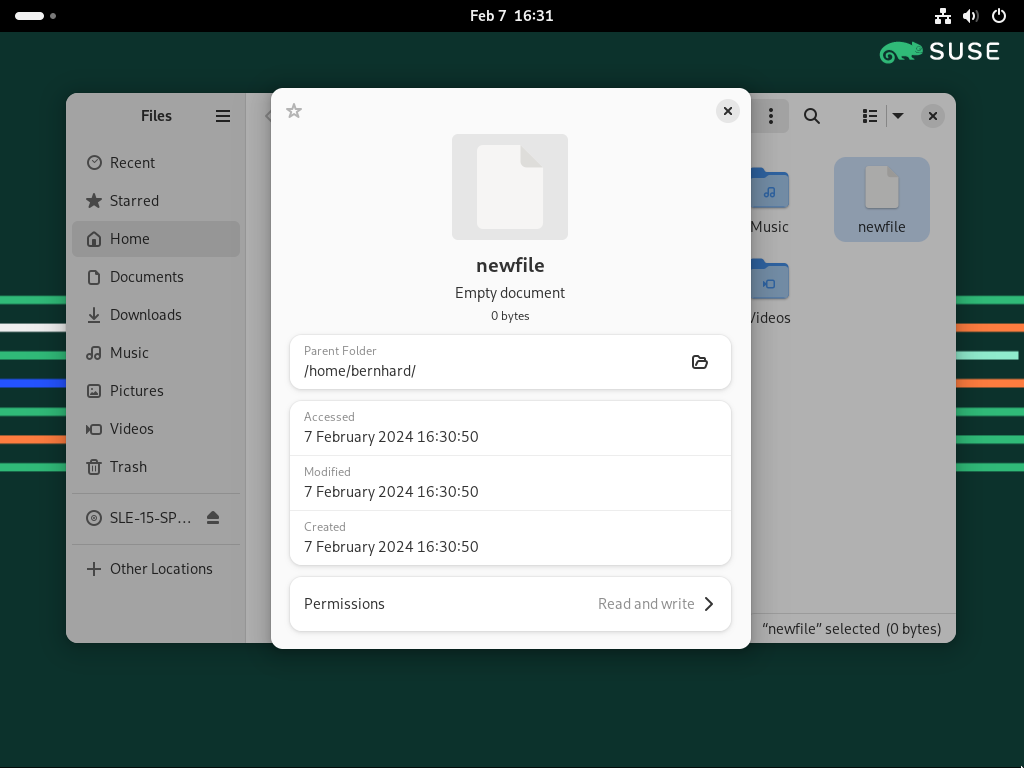 Feb 7 16:31
SUSE
Files
Recent
Starred
Home
Documents
Downloads
Music
Pictures
Videos
Trash
SLE-15-SP...
Other Locations
newfile
Empty document
0 bytes
Parent Folder
/home/bernhard/
Accessed
7 February 2024 16:30:50
Modified
7 February 2024 16:30:50
Created
7 February 2024 16:30:50
Permissions
Read and write
Music
newfile
Videos
“newfile” selected (0 bytes)